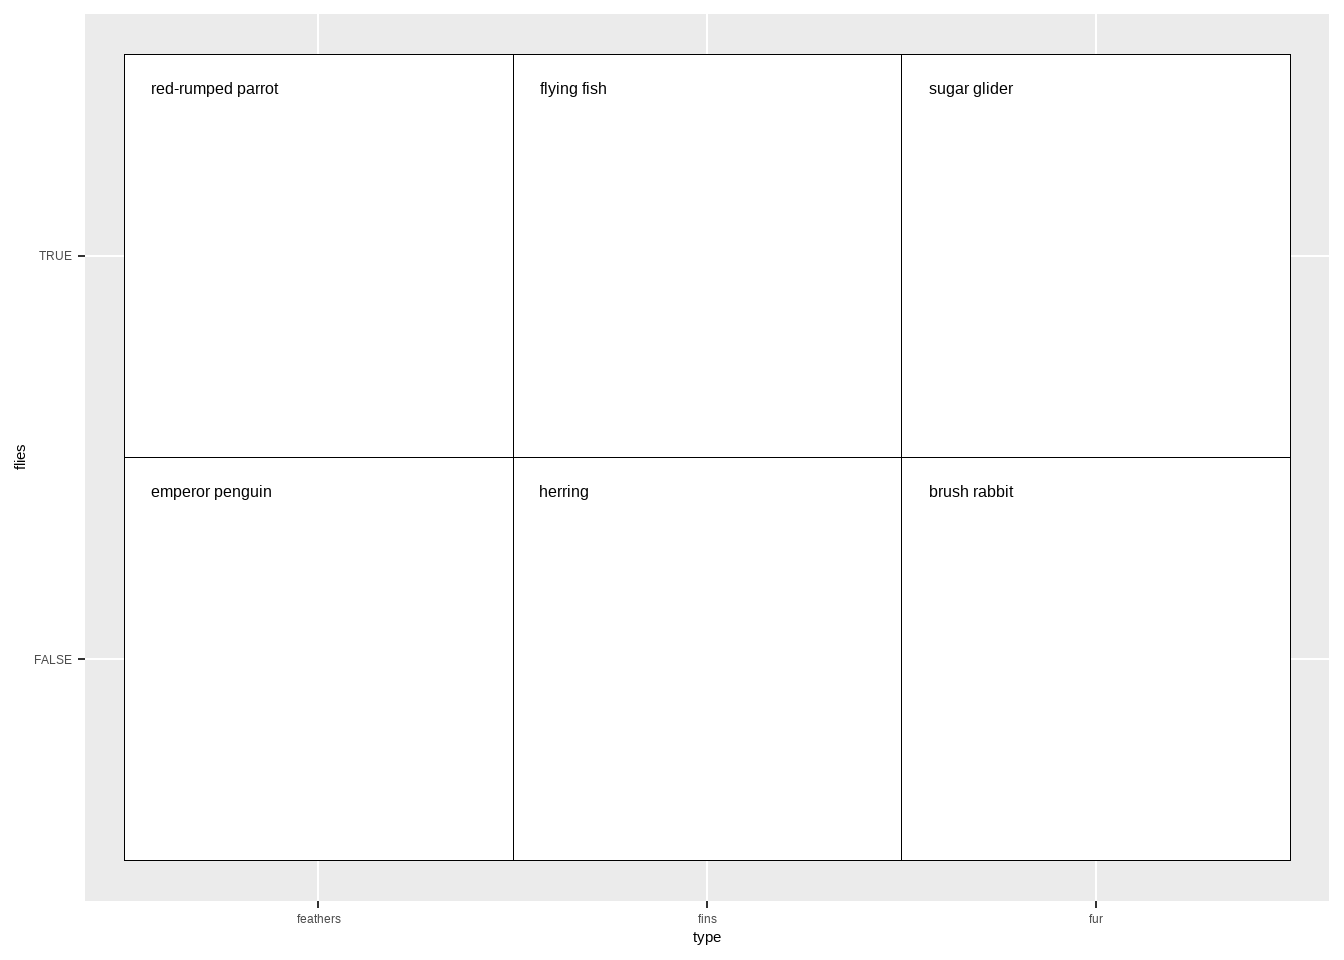 red-rumped parrot
flying fish
sugar glider
TRUE
flies
emperor penguin
herring
brush rabbit
FALSE
feathers
fins
fur
type